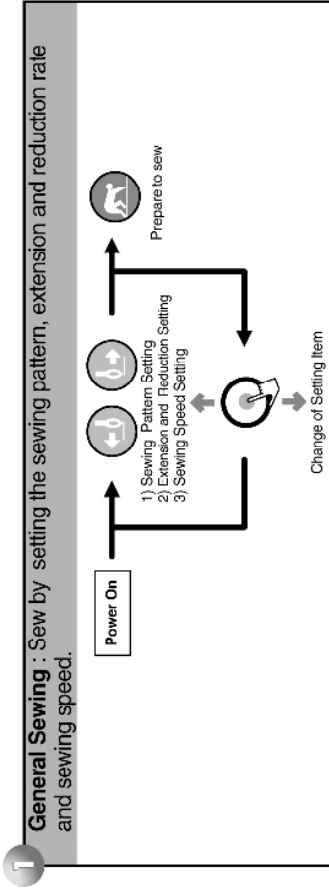 1
General Sewing : Sew by setting the sewing pattern, extension and reduction rate
and sewing speed.
Power On
1) Sewing Pattern Setting
2) Extension and Reduction Setting
3) Sewing Speed Setting
Prepare to sew
Change of Setting Item